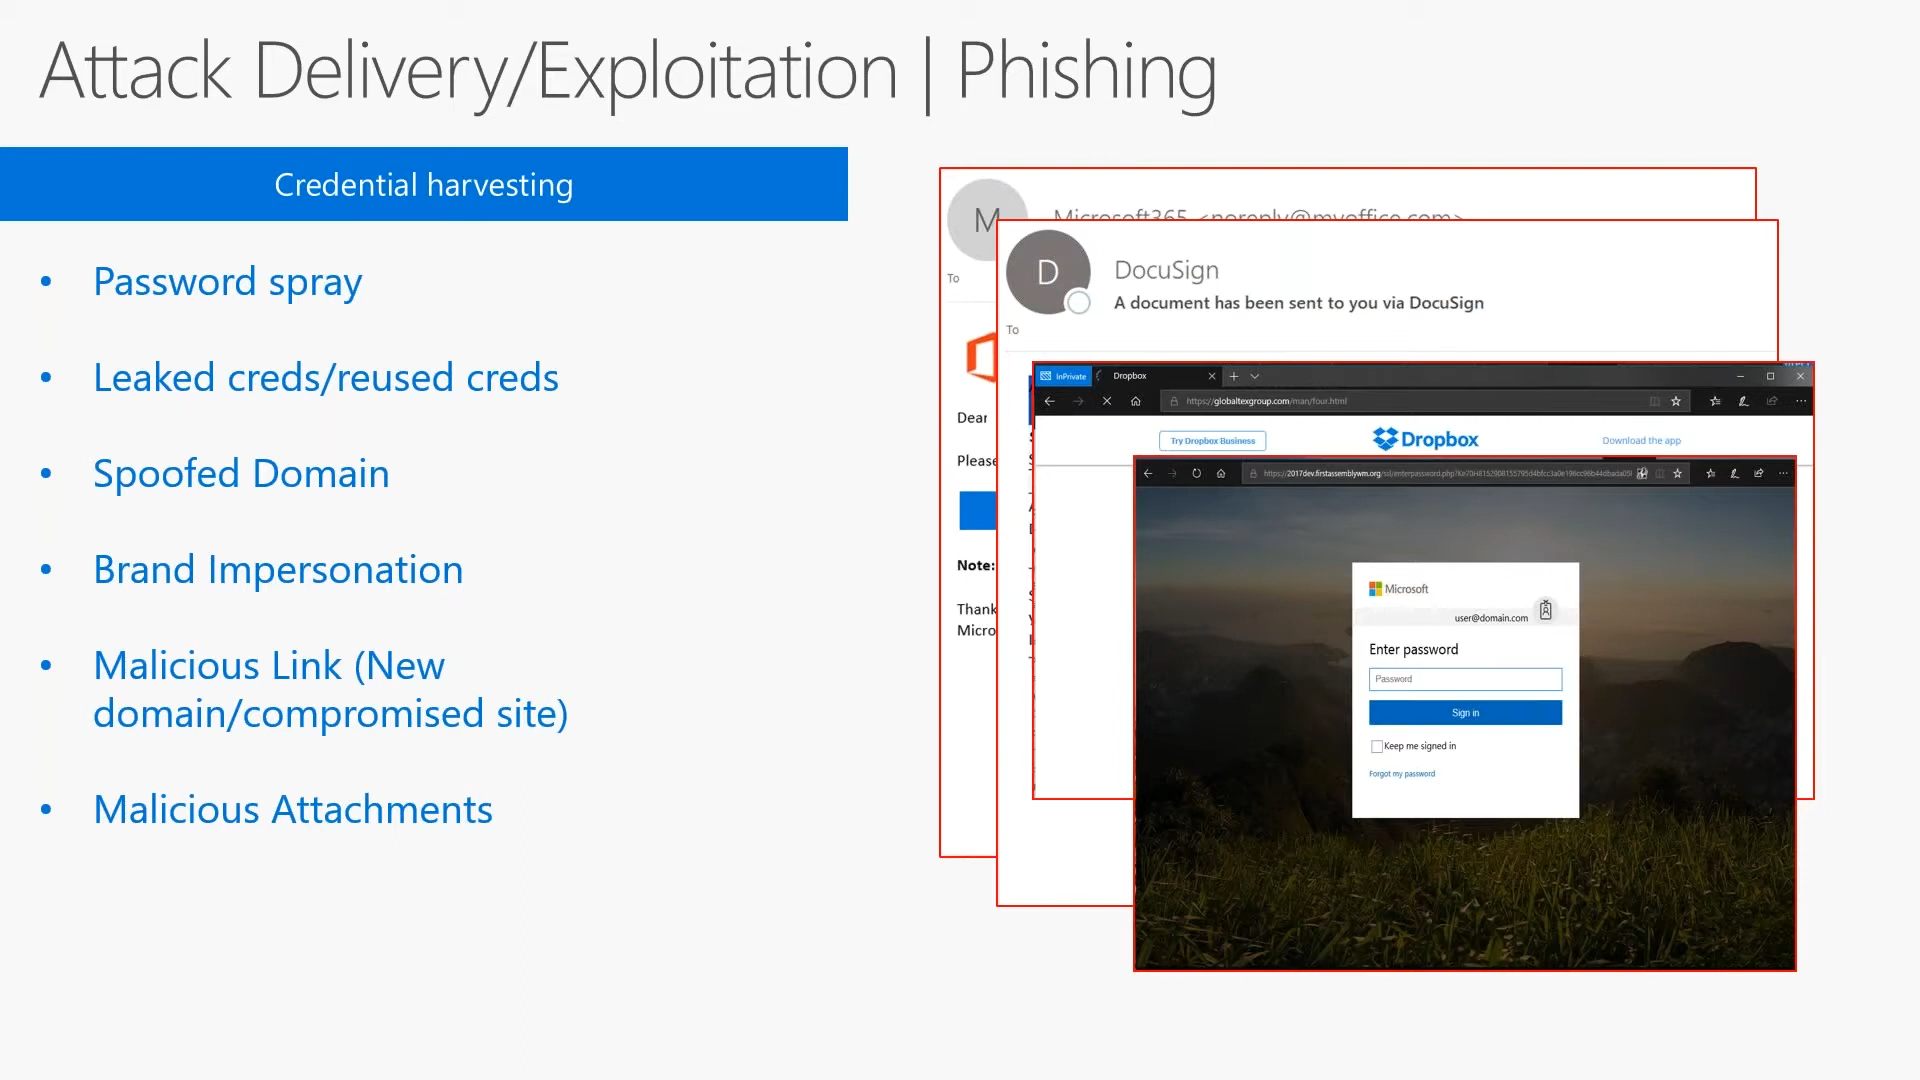 Attack Delivery/Exploitation | Phishing
Credential harvesting
• Password spray
• Leaked creds/reused creds
• Spoofed Domain
• Brand Impersonation
• Malicious Link (New
domain/compromised site)
• Malicious Attachments
M
Microsoft365 <noreply@myoffice.com>
To
Dear
Please
Note:
Thank
Micro
D
DocuSign
A document has been sent to you via DocuSign
To
InPrivate
Dropbox
https://globaltexgroup.com/man/four.html
Try Dropbox Business
Dropbox
Download the app
Microsoft
user@domain.com
Enter password
Password
Sign in
Keep me signed in
Forgot my password